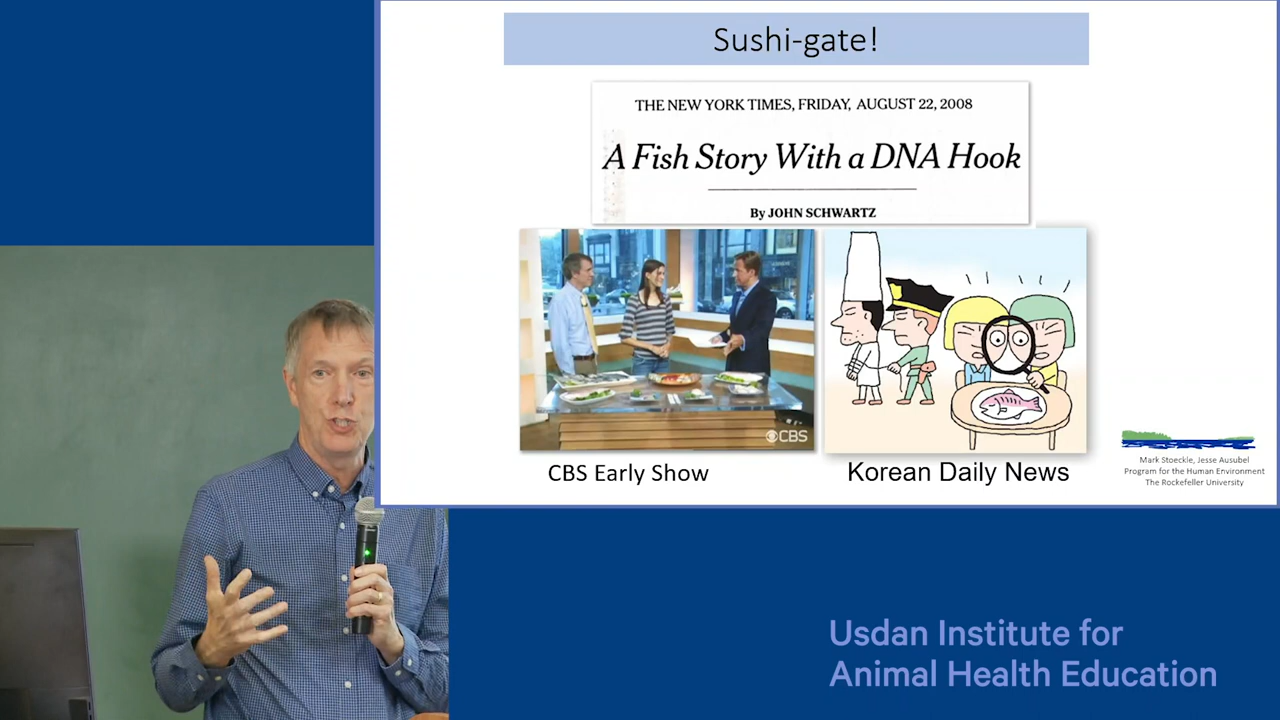 Sushi-gate!
THE NEW YORK TIMES, FRIDAY, AUGUST 22, 2008
A Fish Story With a DNA Hook
By JOHN SCHWARTZ
CBS
CBS Early Show
Korean Daily News
Mark Stoeckle, Jesse Ausubel
Program for the Human Environment
The Rockefeller University
Usdan Institute for
Animal Health Education